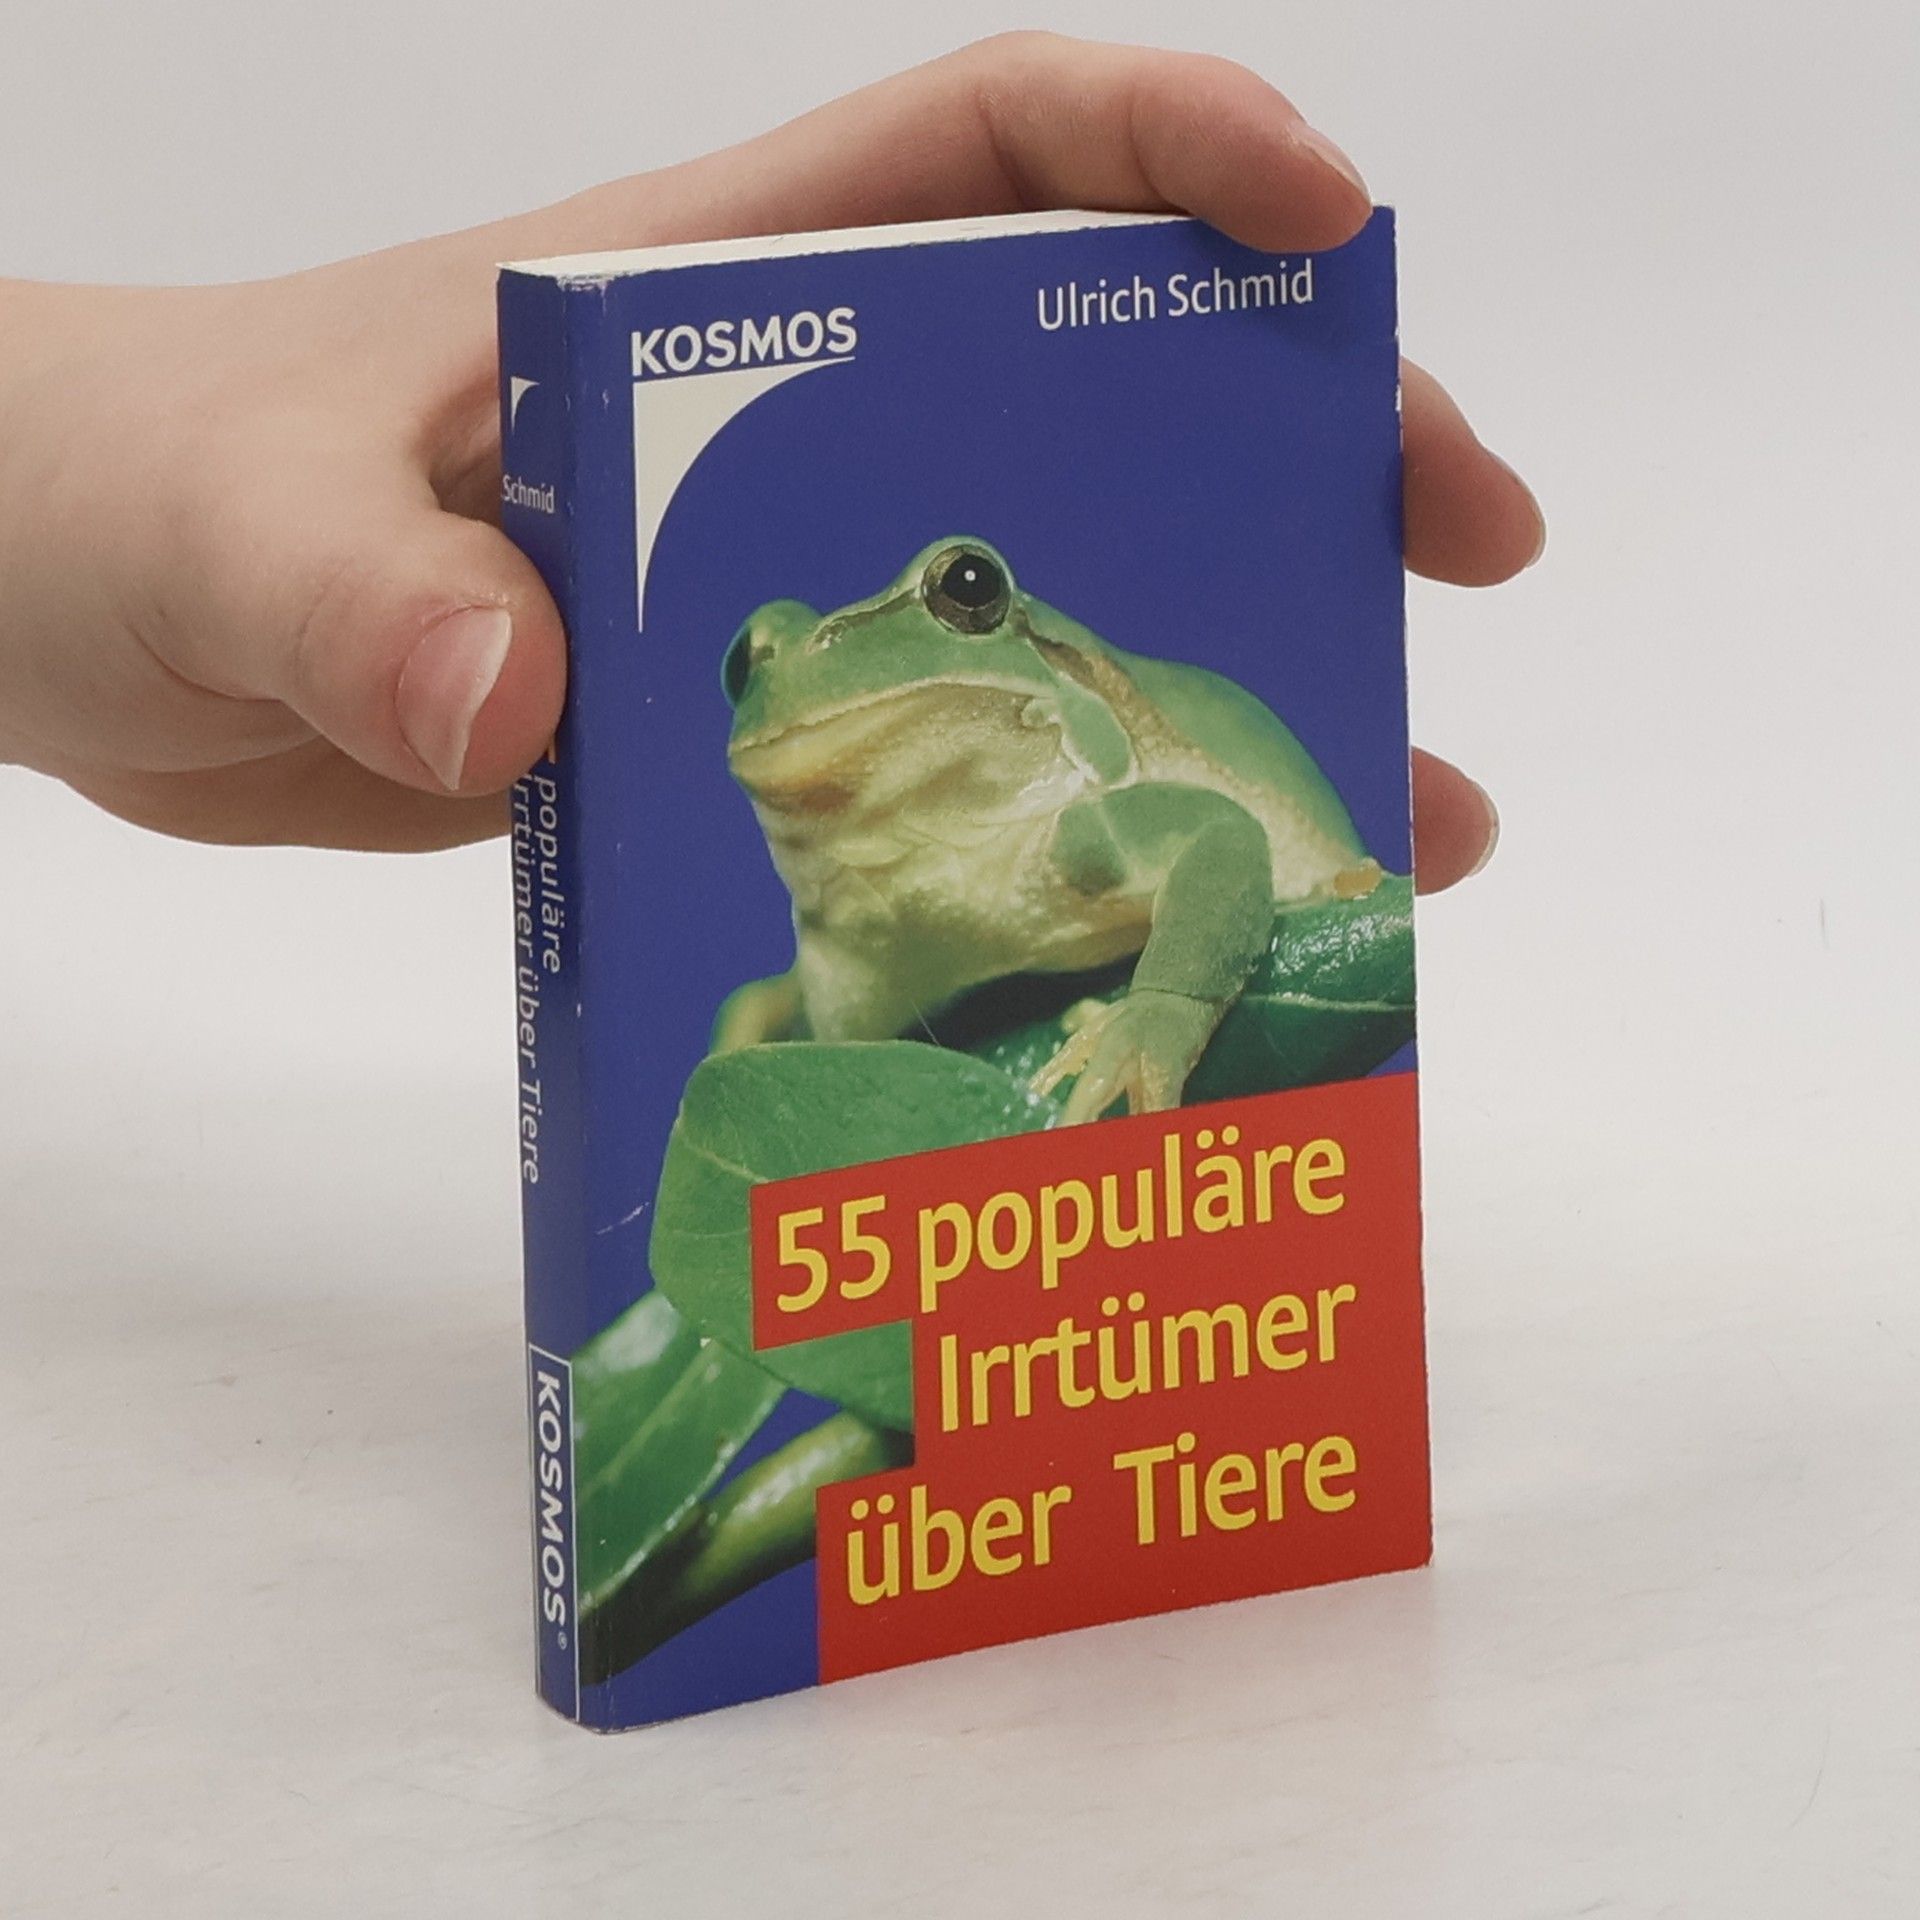 KOSMOS
Ulrich Schmid
55 populäre
Irrtümer
über Tiere
Schmid
populäre
Irrtümer über Tiere
KOSMOS®